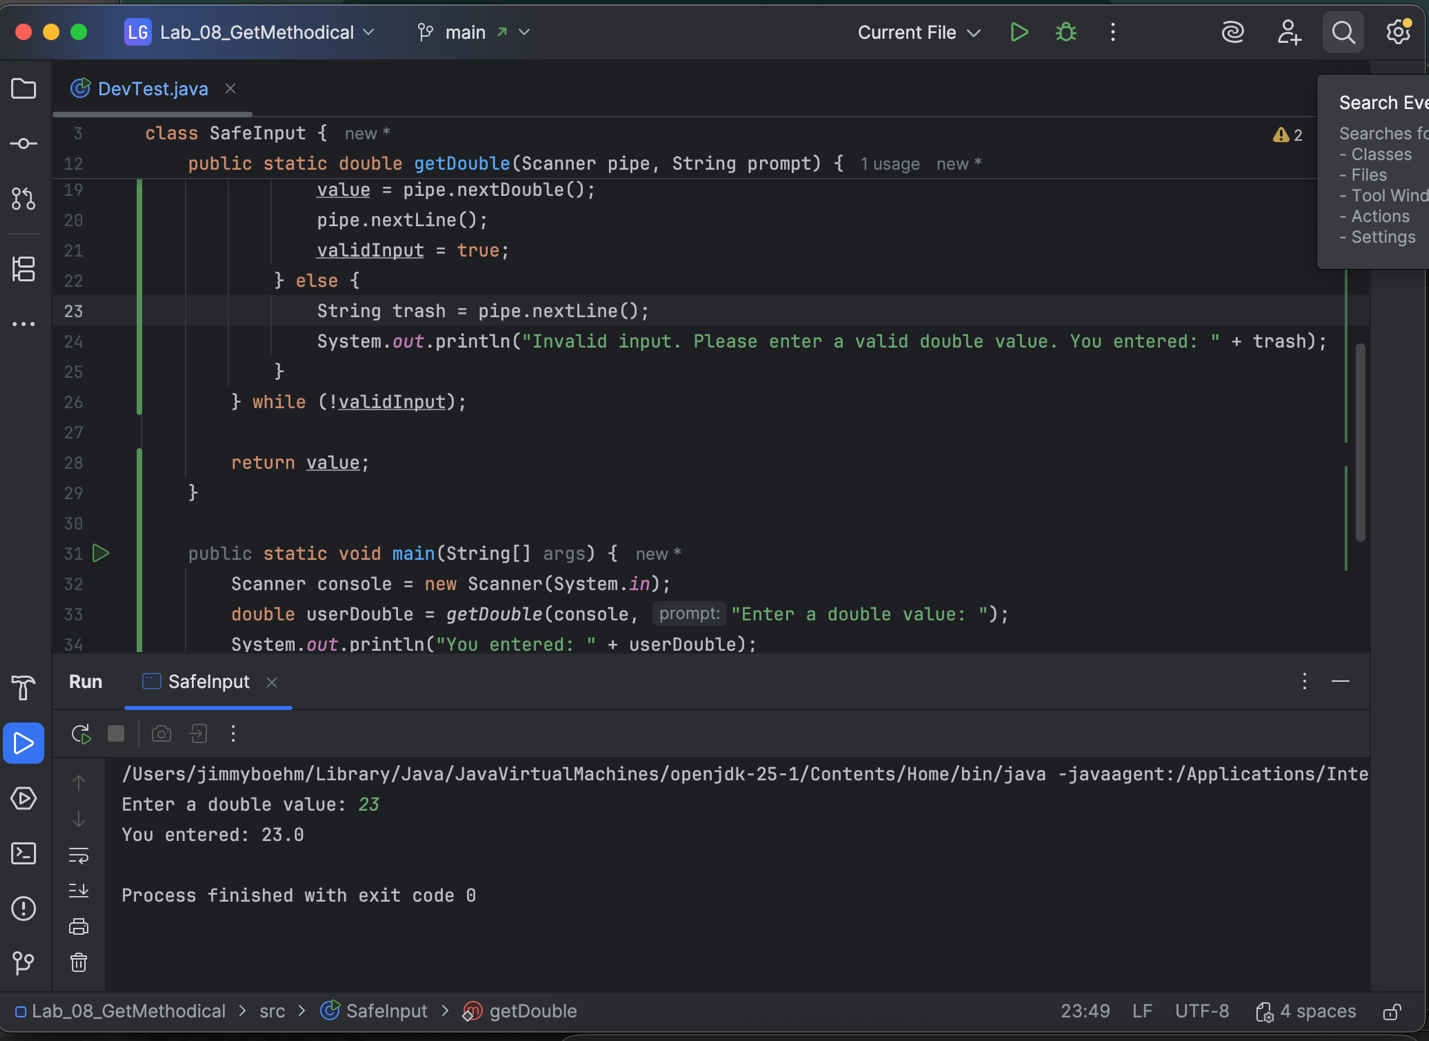 LG Lab_08_GetMethodical main Current File
DevTest.java
Search Eve
Searches fo
- Classes
- Files
- Tool Wind
- Actions
- Settings
2
3 class SafeInput { new *
12 public static double getDouble(Scanner pipe, String prompt) { 1 usage new *
19 value = pipe.nextDouble();
20 pipe.nextLine();
21 validInput = true;
22 } else {
23 String trash = pipe.nextLine();
24 System.out.println("Invalid input. Please enter a valid double value. You entered: " + trash);
25 }
26 } while (!validInput);
27
28 return value;
29 }
30
31 public static void main(String[] args) { new *
32 Scanner console = new Scanner(System.in);
33 double userDouble = getDouble(console, prompt: "Enter a double value: ");
34 System.out.println("You entered: " + userDouble);
Run SafeInput
/Users/jimmyboehm/Library/Java/JavaVirtualMachines/openjdk-25-1/Contents/Home/bin/java -javaagent:/Applications/Inte
Enter a double value: 23
You entered: 23.0
Process finished with exit code 0
Lab_08_GetMethodical > src > SafeInput > getDouble 23:49 LF UTF-8 4 spaces